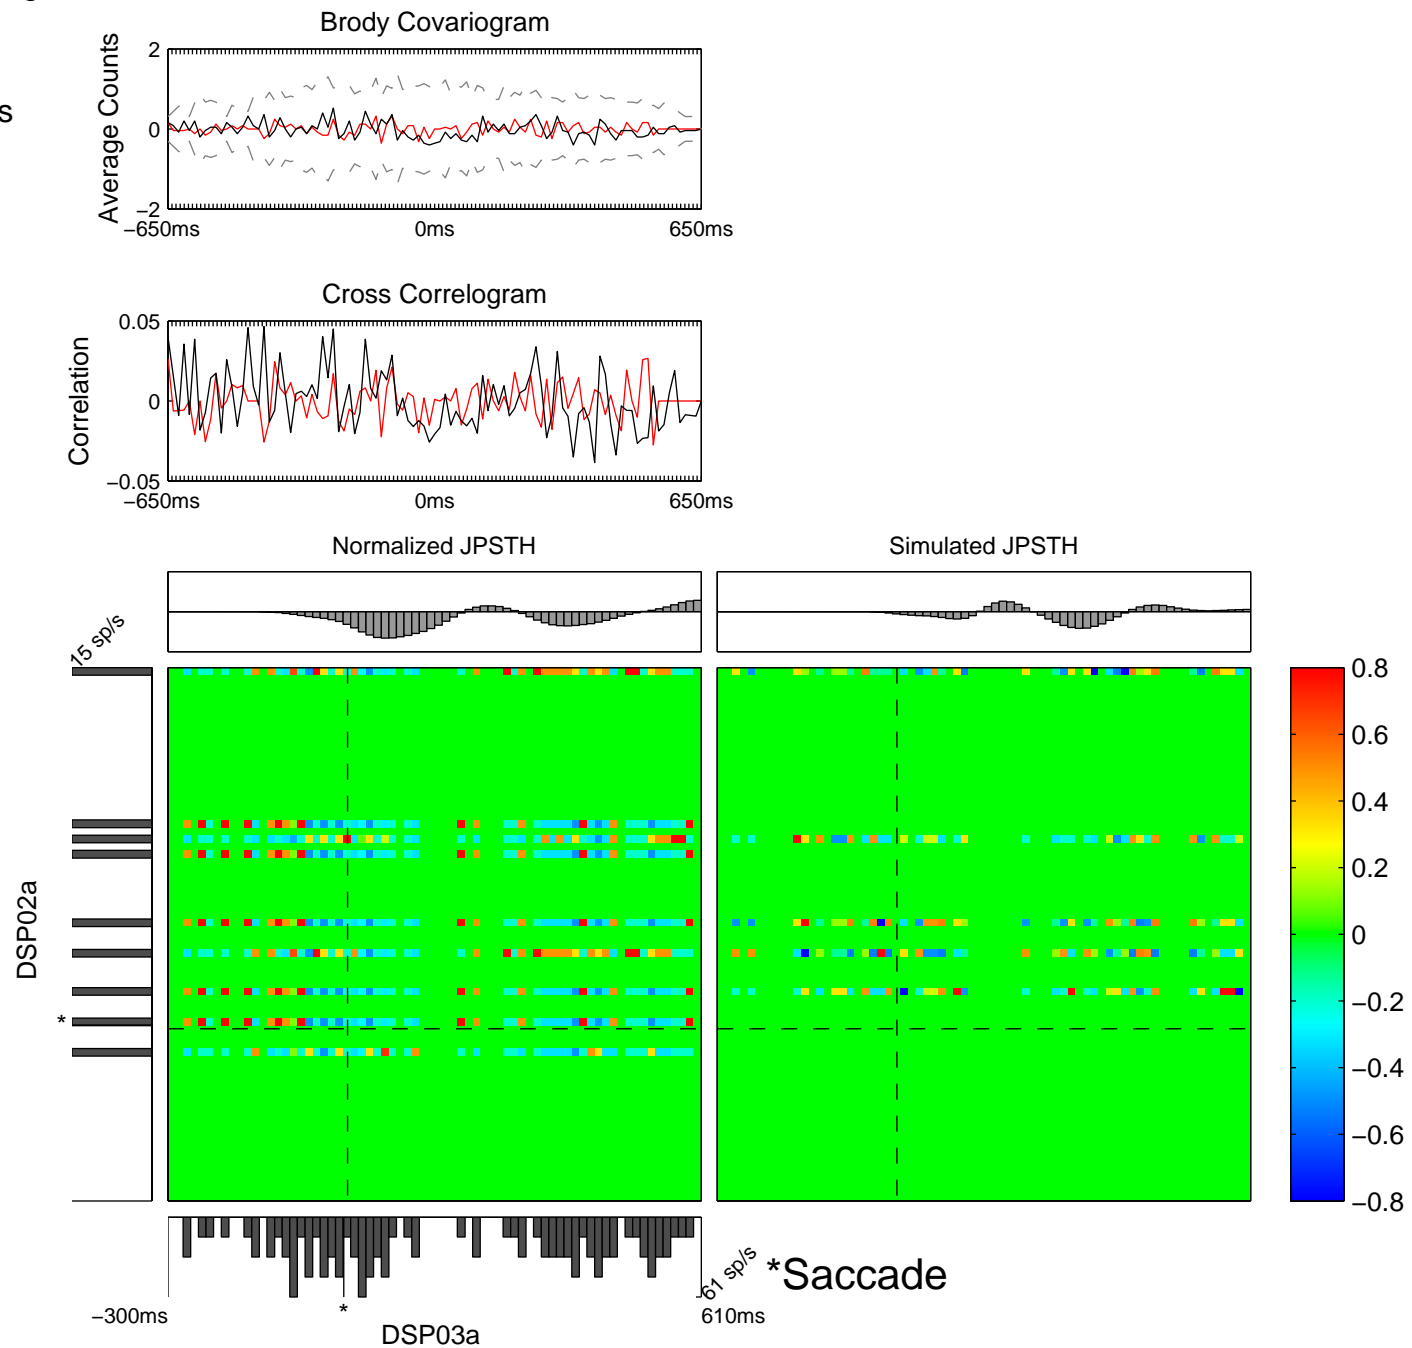 Brody Covariogram
s
Average Counts
2
0
−2
−650ms
0ms
650ms
Cross Correlogram
Correlation
0.05
0
−0.05
−650ms
0ms
650ms
Normalized JPSTH
Simulated JPSTH
15 sp/s
DSP02a
*
0.8
0.6
0.4
0.2
0
−0.2
−0.4
−0.6
−0.8
61 sp/s
*Saccade
*
−300ms
610ms
DSP03a